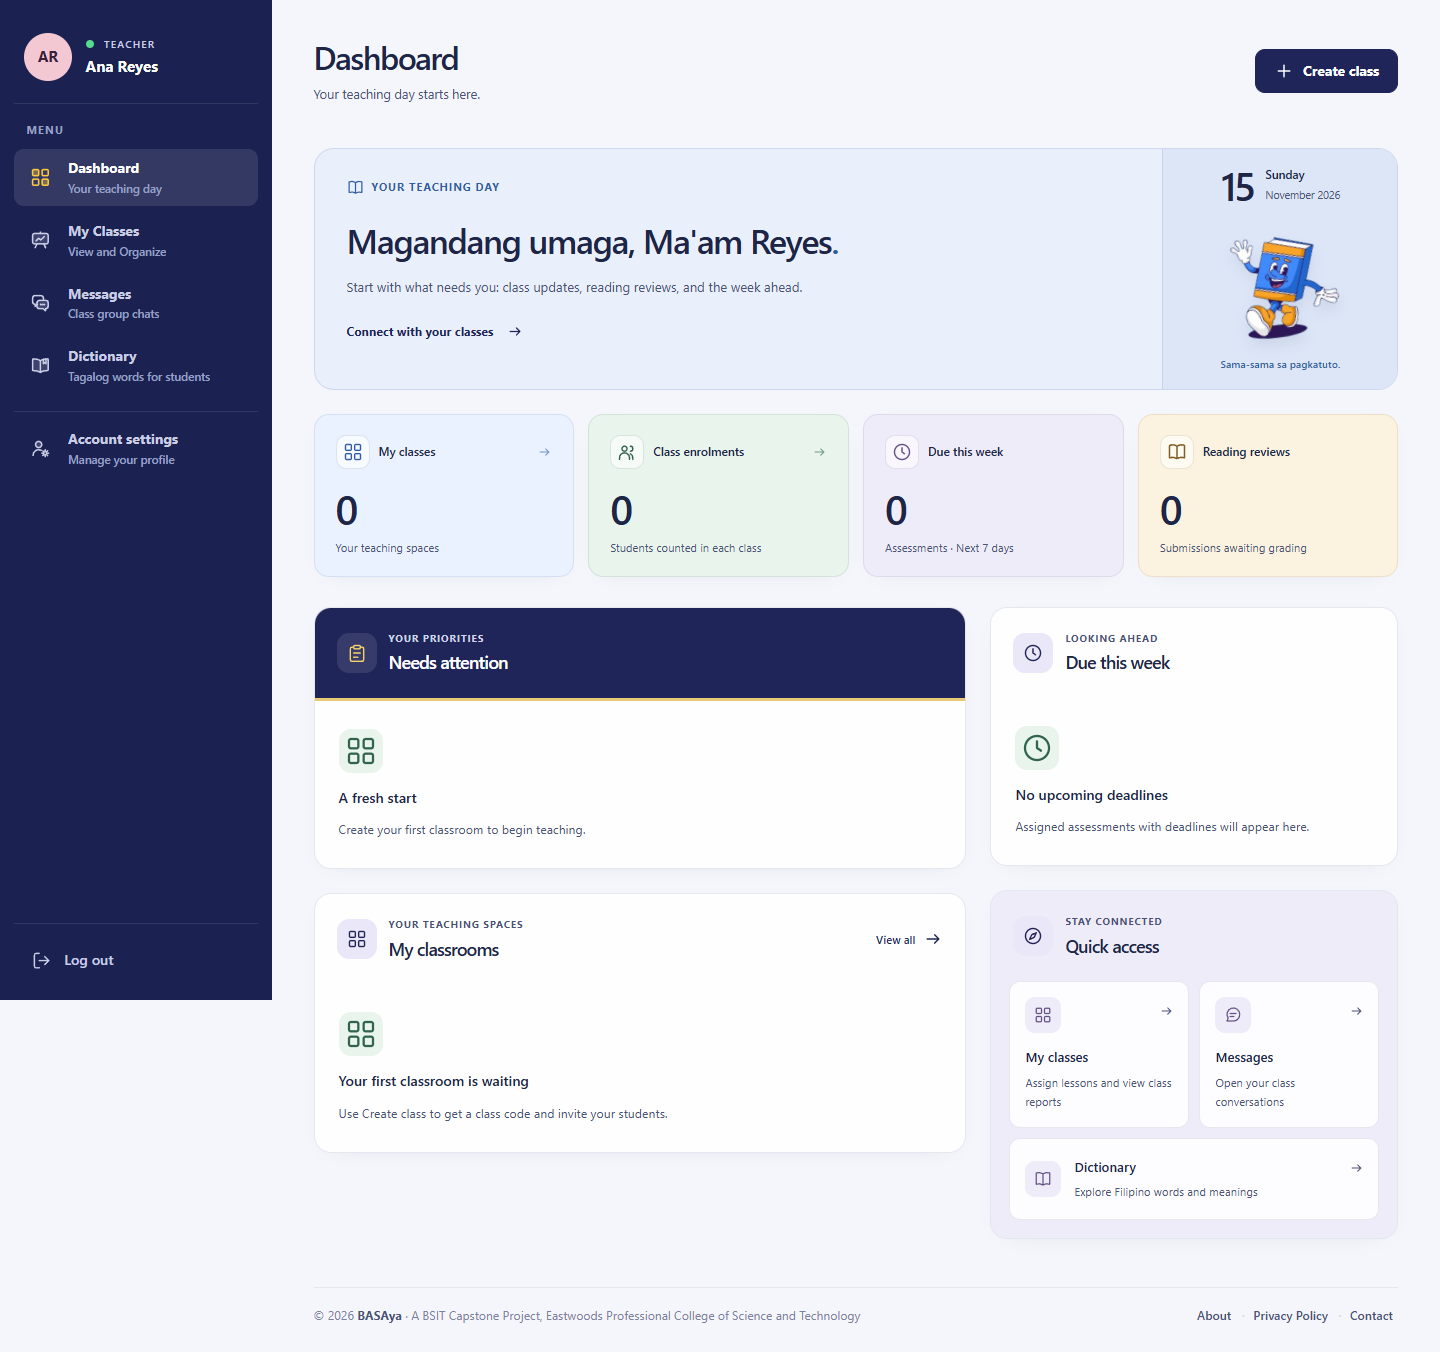 AR
TEACHER
Ana Reyes
MENU
Dashboard
Your teaching day
My Classes
View and Organize
Messages
Class group chats
Dictionary
Tagalog words for students
Account settings
Manage your profile
Log out
Dashboard
Your teaching day starts here.
Create class
YOUR TEACHING DAY
Magandang umaga, Ma'am Reyes.
Start with what needs you: class updates, reading reviews, and the week ahead.
Connect with your classes
15
Sunday
November 2026
Sama-sama sa pagkatuto.
My classes
0
Your teaching spaces
Class enrolments
0
Students counted in each class
Due this week
0
Assessments · Next 7 days
Reading reviews
0
Submissions awaiting grading
YOUR PRIORITIES
Needs attention
A fresh start
Create your first classroom to begin teaching.
LOOKING AHEAD
Due this week
No upcoming deadlines
Assigned assessments with deadlines will appear here.
YOUR TEACHING SPACES
My classrooms
View all
Your first classroom is waiting
Use Create class to get a class code and invite your students.
STAY CONNECTED
Quick access
My classes
Assign lessons and view class
reports
Messages
Open your class
conversations
Dictionary
Explore Filipino words and meanings
© 2026 BASAya · A BSIT Capstone Project, Eastwoods Professional College of Science and Technology
About · Privacy Policy · Contact